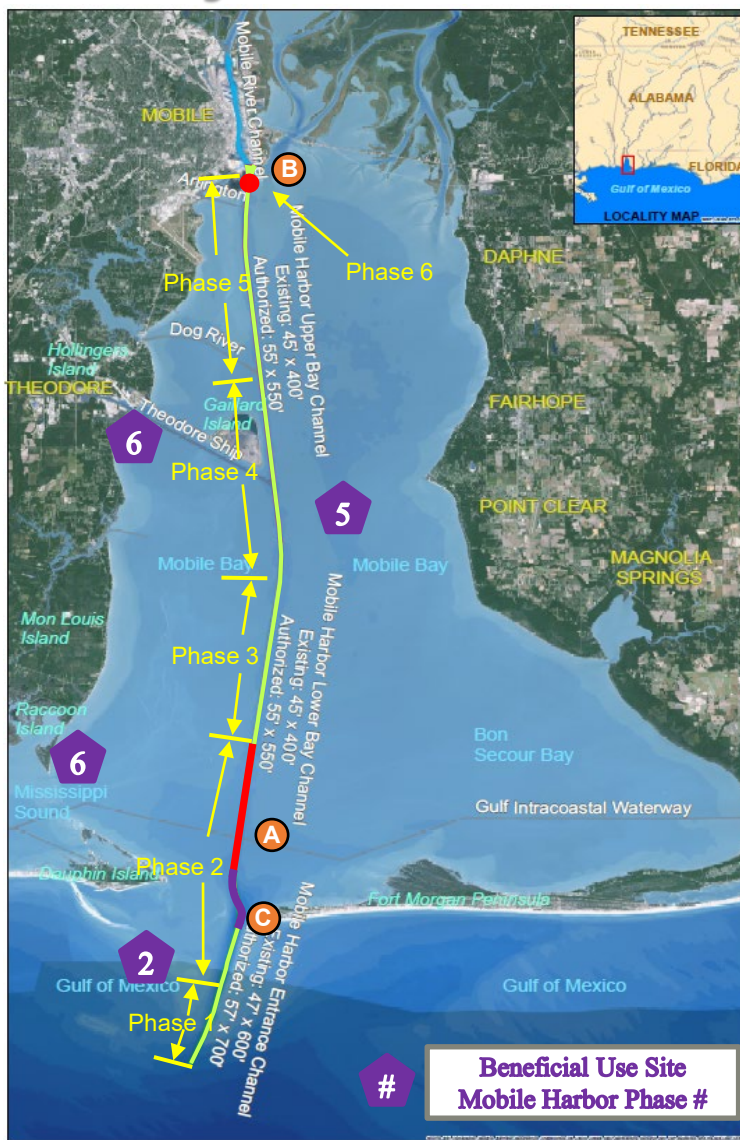 TENNESSEE
ALABAMA
FLORIDA
Gulf of Mexico
LOCALITY MAP
MOBILE
Mobile River Channel
B
Arlington
Phase 6
Phase 5
Mobile Harbor Upper Bay Channel
Existing: 45' x 400'
Authorized: 55' x 550'
DAPHNE
Dog River
Hollingers
Island
THEODORE
Gaillard
Island
Theodore Ship
FAIRHOPE
6
Phase 4
5
POINT CLEAR
Mobile Bay
Mobile Bay
MAGNOLIA
SPRINGS
Mobile Harbor Lower Bay Channel
Existing: 45' x 400'
Authorized: 55' x 550'
Mon Louis
Island
Phase 3
Raccoon
Island
6
Bon
Secour Bay
Mississippi
Sound
Gulf Intracoastal Waterway
A
Phase 2
Dauphin Island
Fort Morgan Peninsula
C
Mobile Harbor Entrance Channel
Existing: 47' x 600'
uthorized: 57' x 700'
2
Gulf of Mexico
Gulf of Mexico
Phase 1
#
Beneficial Use Site
Mobile Harbor Phase #